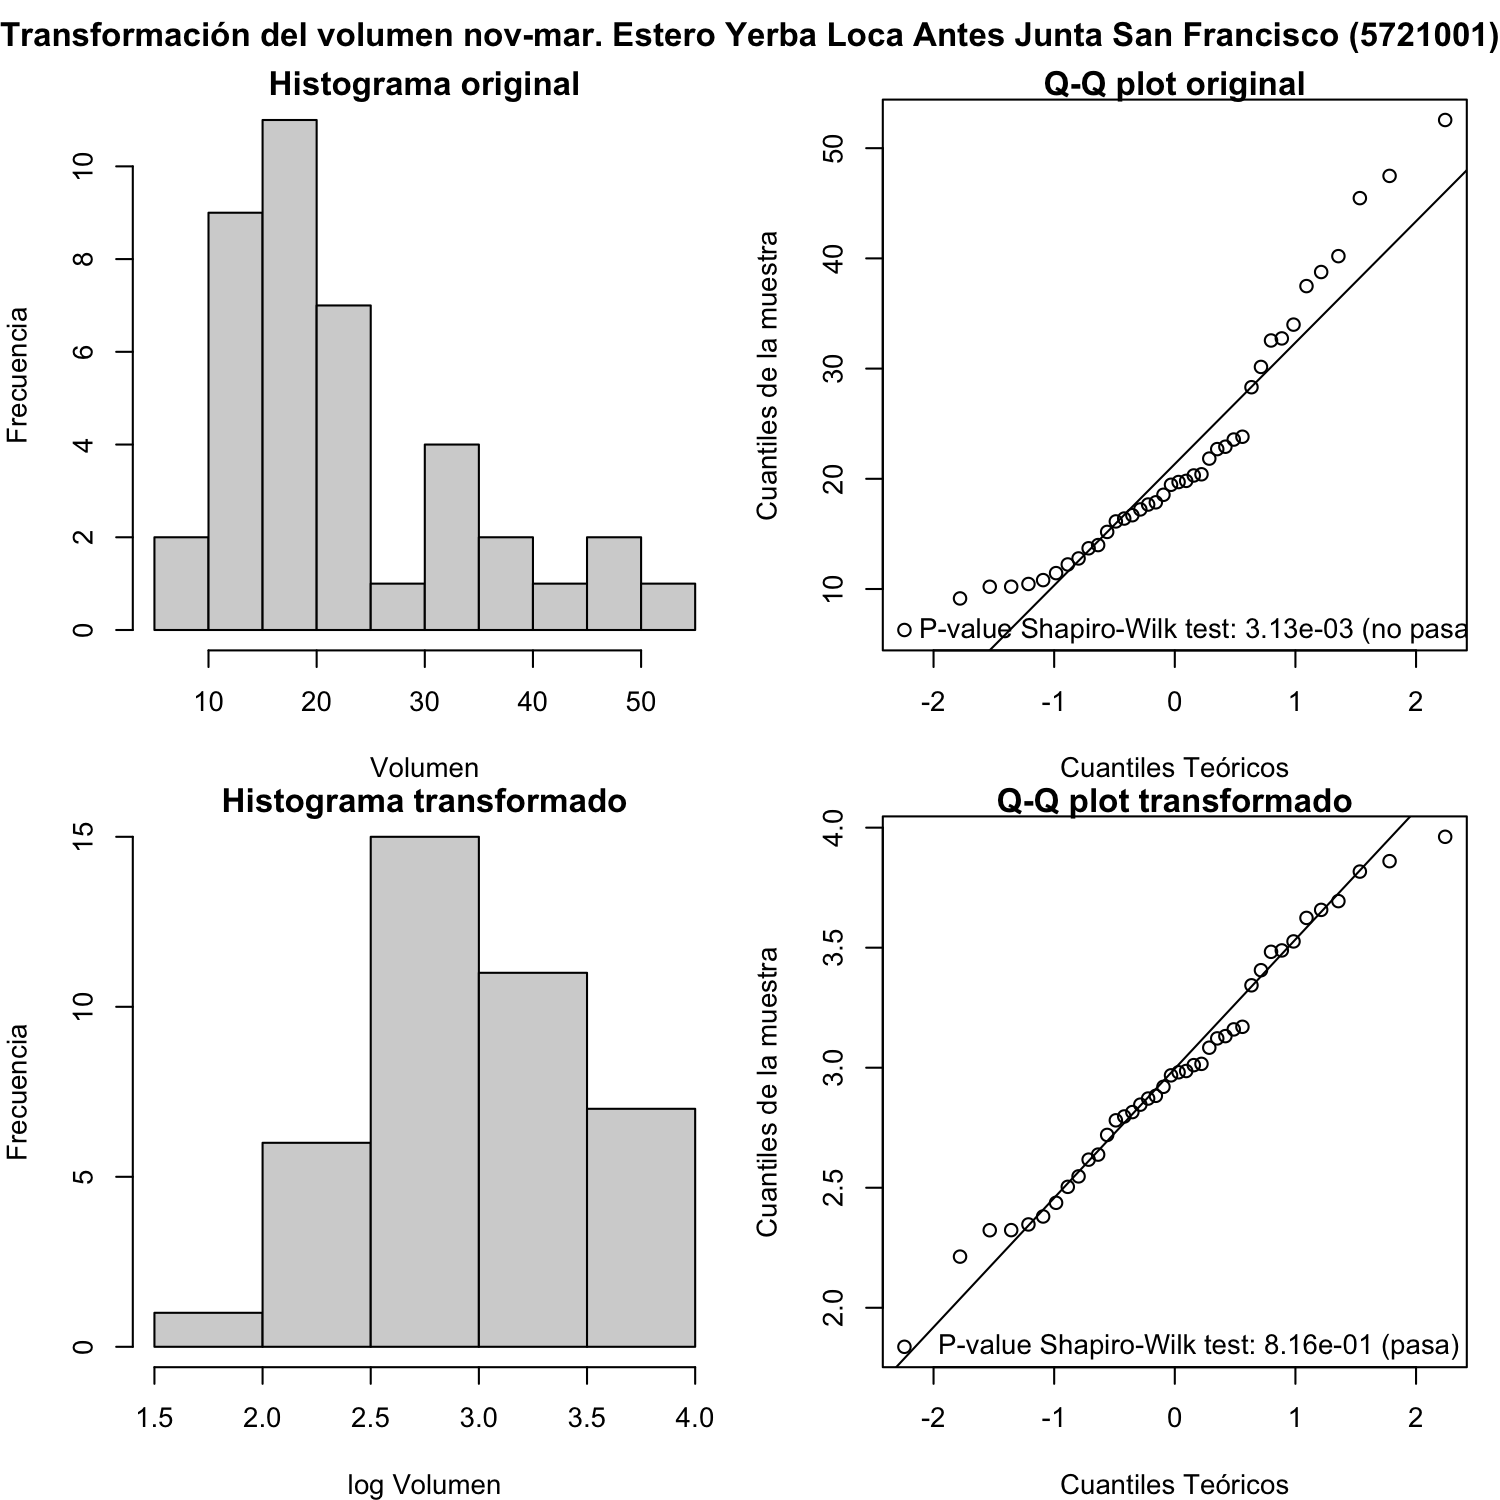 Transformación del volumen nov-mar. Estero Yerba Loca Antes Junta San Francisco (5721001)
Histograma original
Frecuencia
0 2 4 6 8 10
10 20 30 40 50
Volumen
Q-Q plot original
Cuantiles de la muestra
10 20 30 40 50
P-value Shapiro-Wilk test: 3.13e-03 (no pasa
-2 -1 0 1 2
Cuantiles Teóricos
Histograma transformado
Frecuencia
0 5 10 15
1.5 2.0 2.5 3.0 3.5 4.0
log Volumen
Q-Q plot transformado
Cuantiles de la muestra
2.0 2.5 3.0 3.5 4.0
P-value Shapiro-Wilk test: 8.16e-01 (pasa)
-2 -1 0 1 2
Cuantiles Teóricos